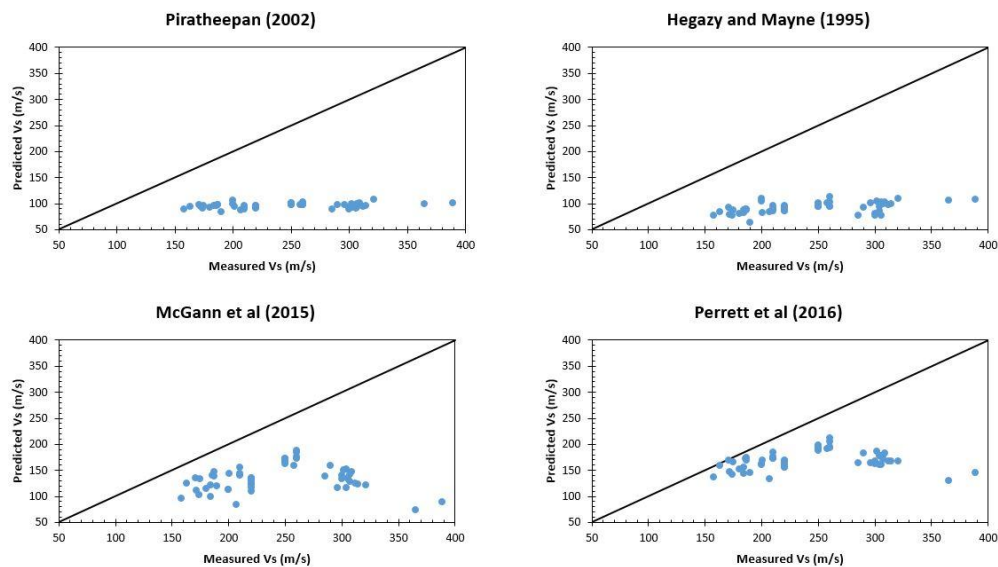 Piratheepan (2002)
Predicted Vs (m/s)
400
350
300
250
200
150
100
50
50 100 150 200 250 300 350 400
Measured Vs (m/s)
Hegazy and Mayne (1995)
Predicted Vs (m/s)
400
350
300
250
200
150
100
50
50 100 150 200 250 300 350 400
Measured Vs (m/s)
McGann et al (2015)
Predicted Vs (m/s)
400
350
300
250
200
150
100
50
50 100 150 200 250 300 350 400
Measured Vs (m/s)
Perrett et al (2016)
Predicted Vs (m/s)
400
350
300
250
200
150
100
50
50 100 150 200 250 300 350 400
Measured Vs (m/s)